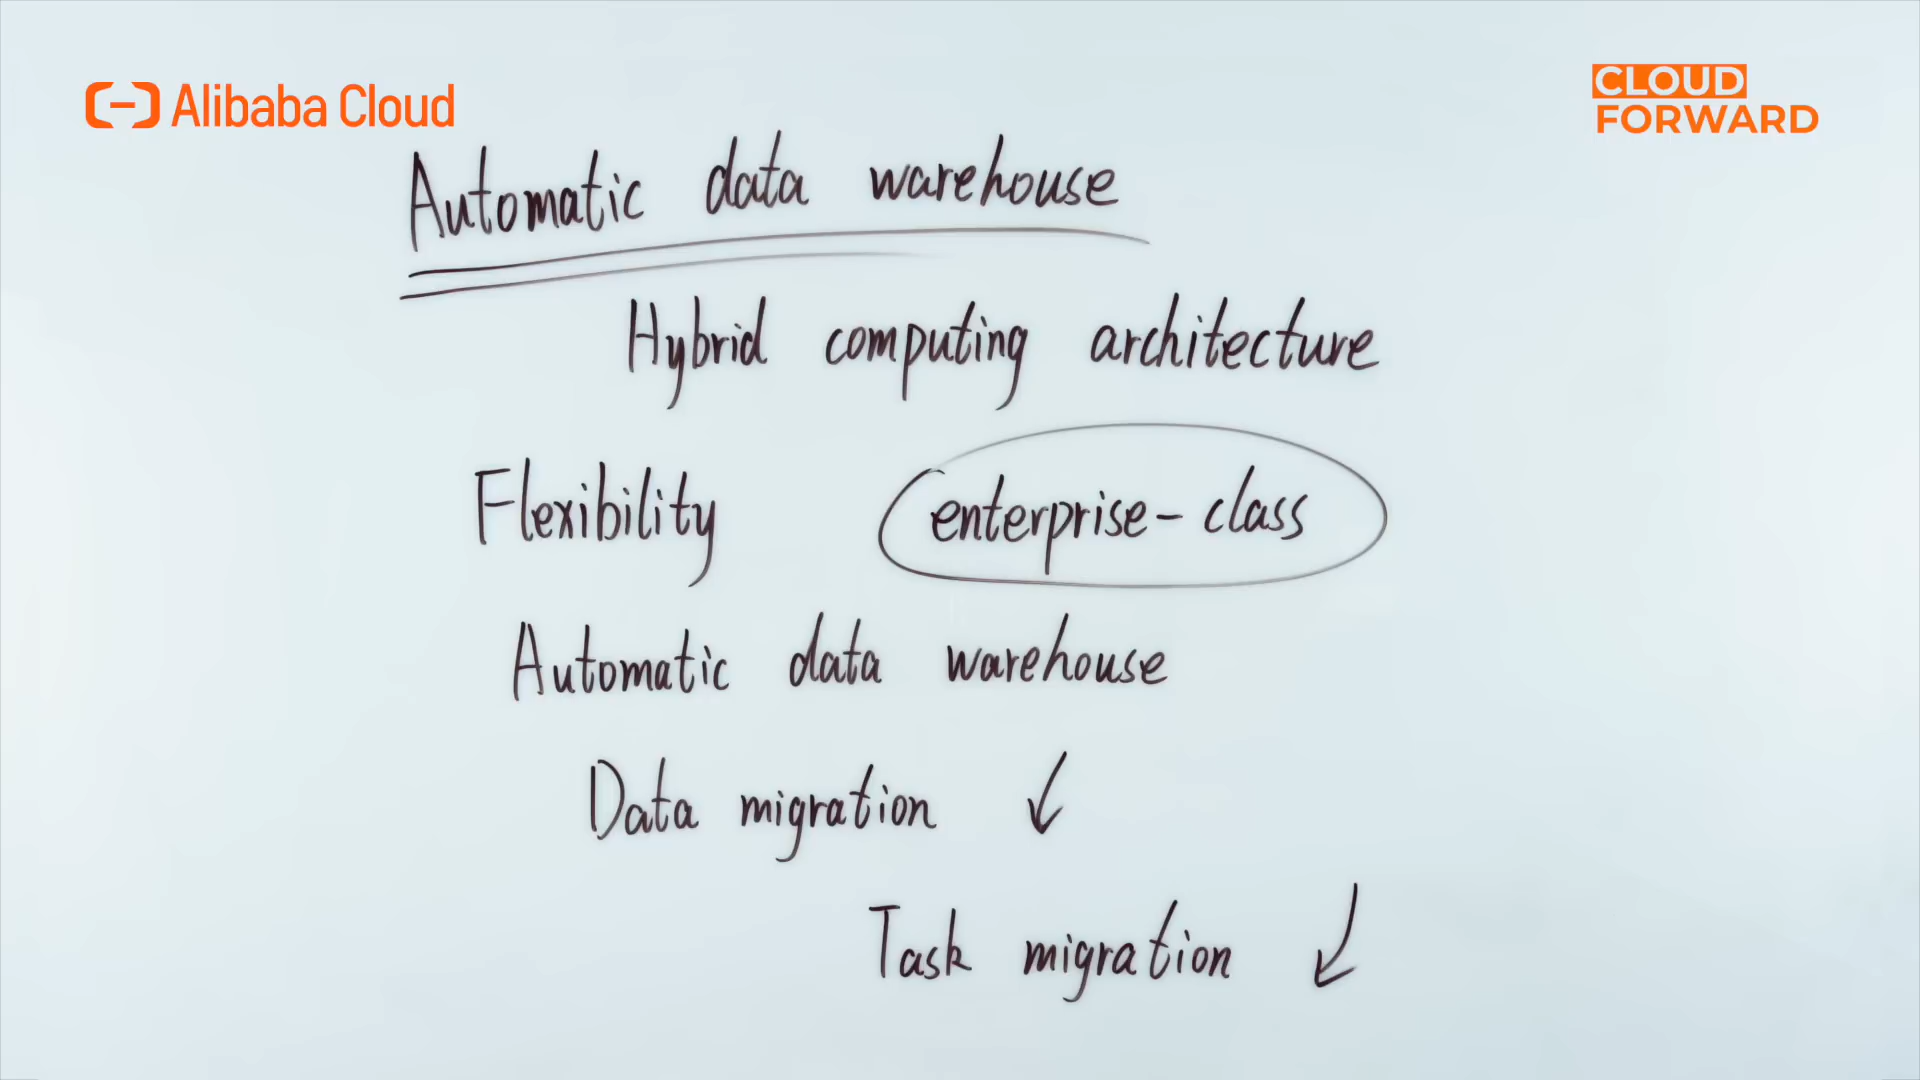 Alibaba Cloud
CLOUD
FORWARD
Automatic data warehouse
Hybrid computing architecture
Flexibility enterprise-class
Automatic data warehouse
Data migration ↓
Task migration ↓